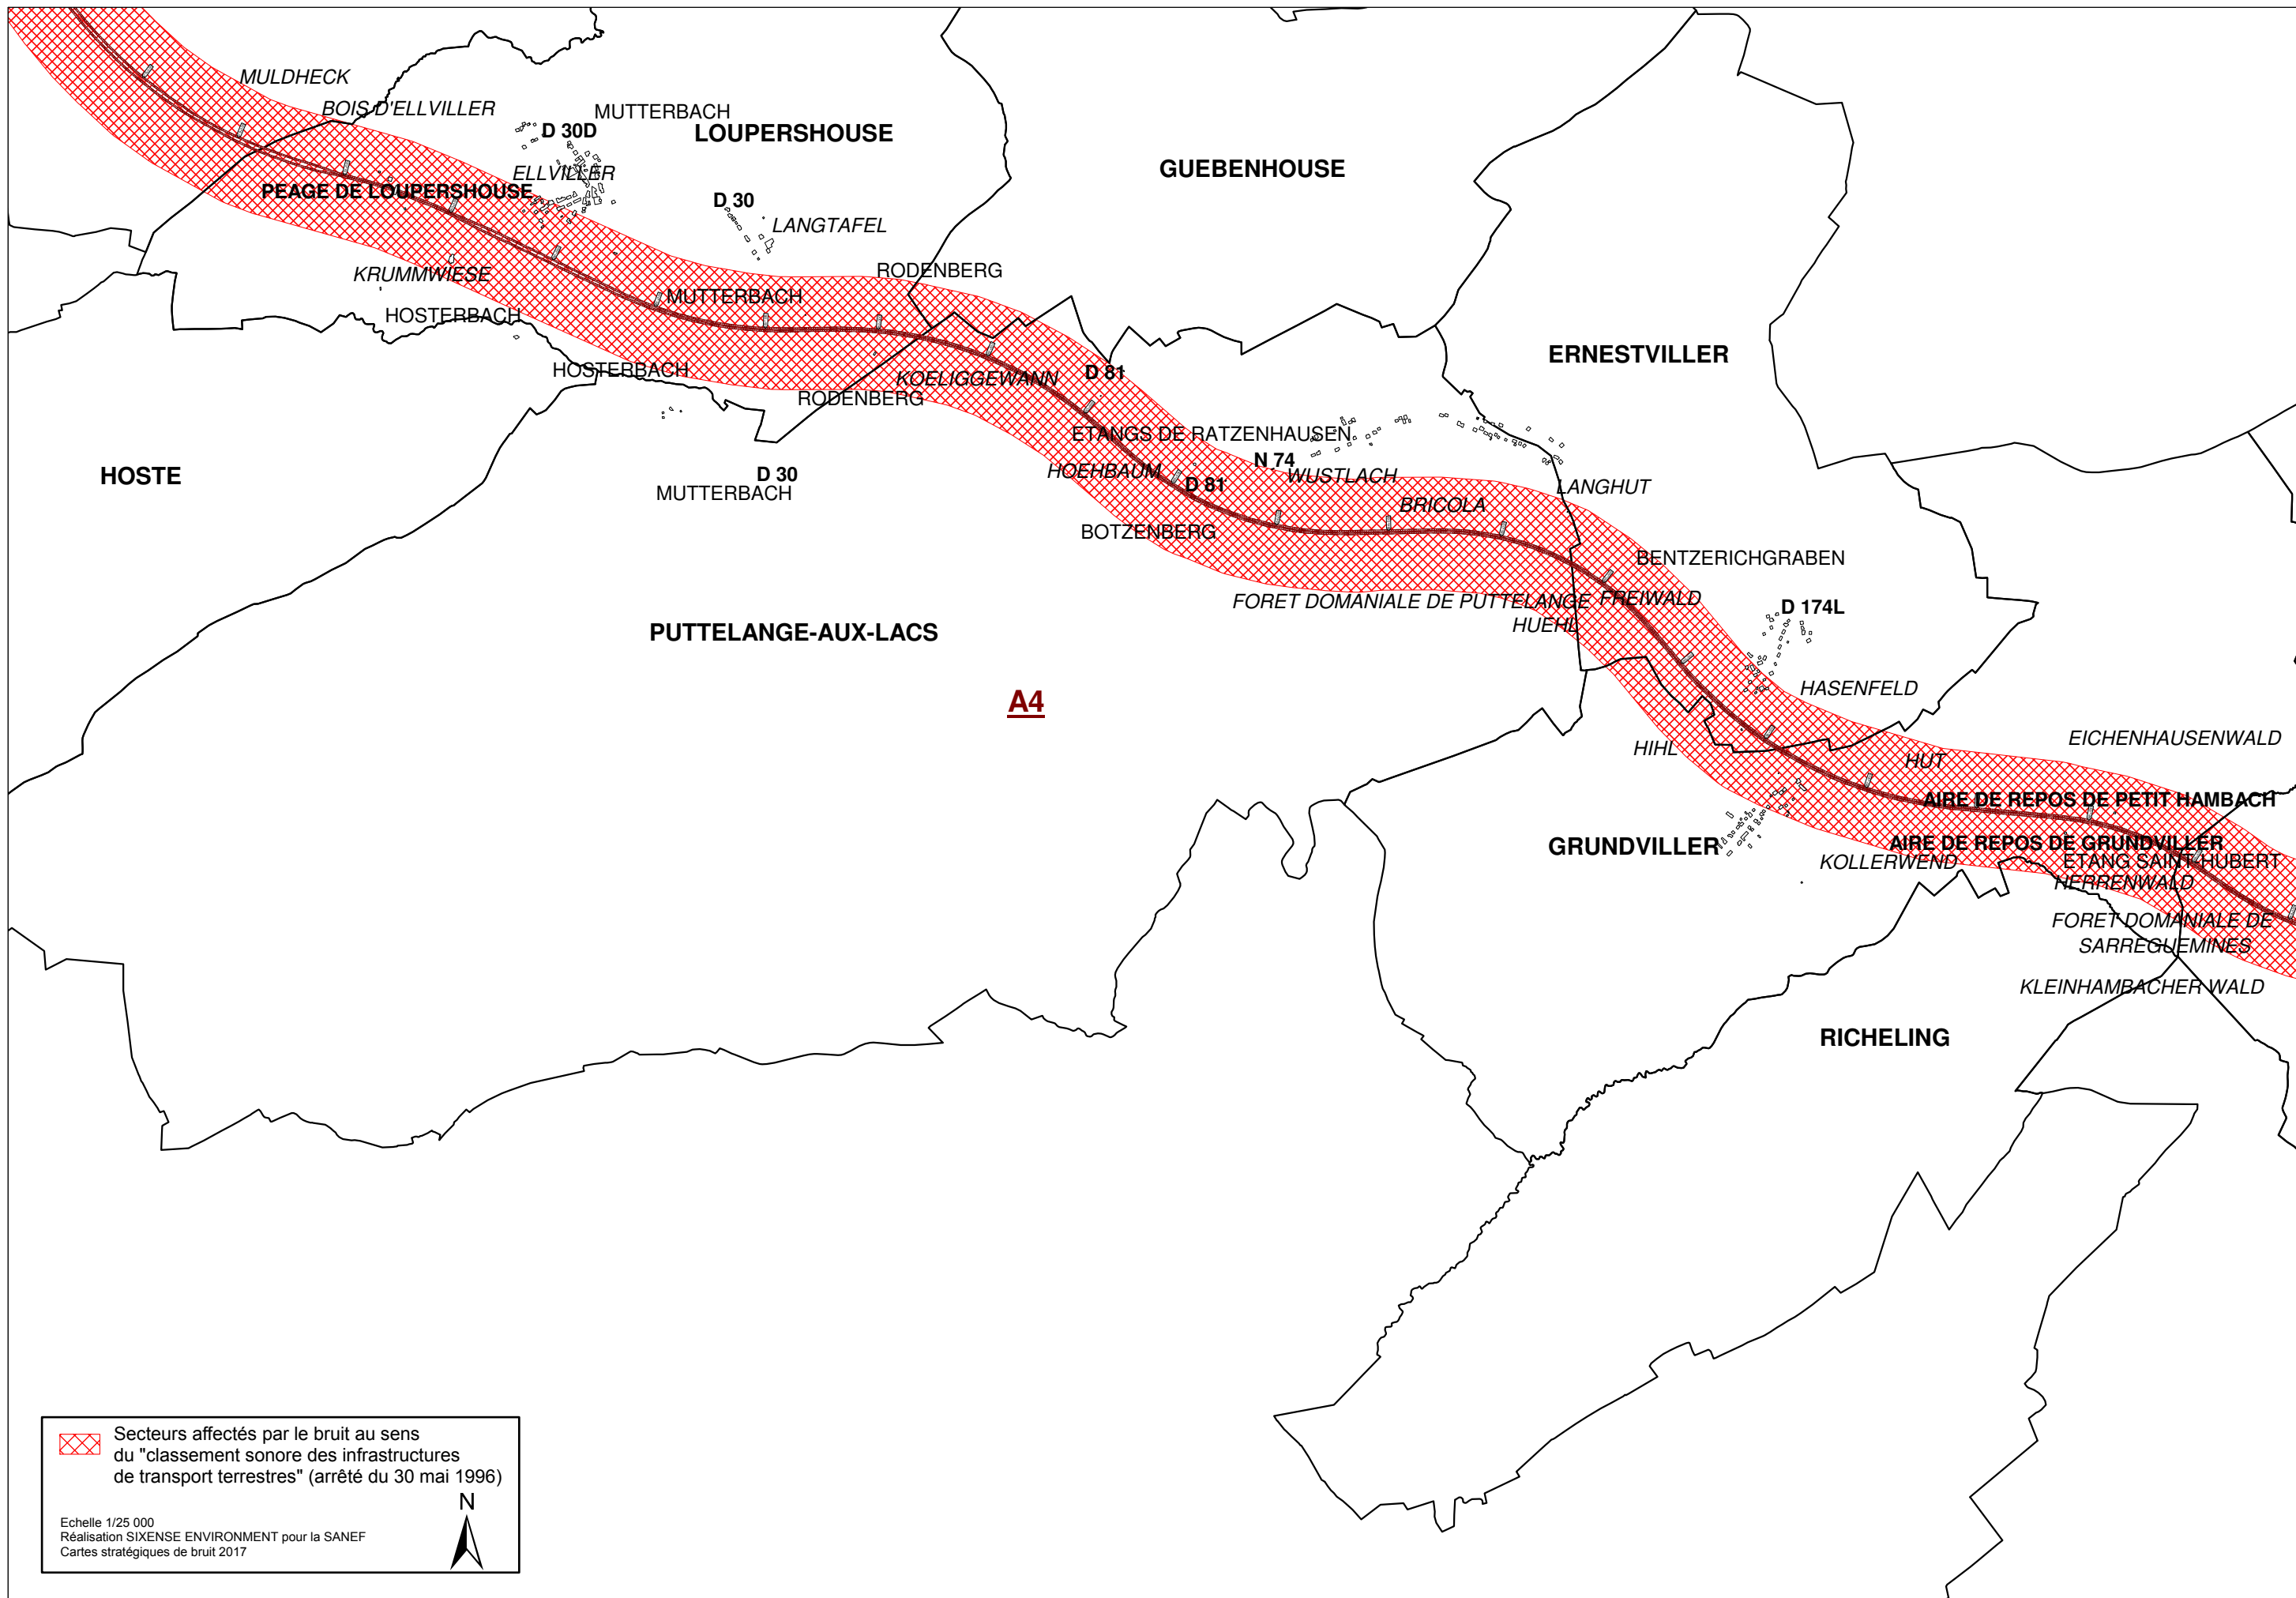 MULDHECK
BOIS D'ELLVILLER
MUTTERBACH
D 30D
LOUPERSHOUSE
GUEBENHOUSE
ELLVILLER
PEAGE DE LOUPERSHOUSE
D 30
LANGTAFEL
KRUMMWIESE
RODENBERG
MUTTERBACH
HOSTERBACH
ERNESTVILLER
HOSTERBACH
KOELIGGEWANN
D 81
RODENBERG
ETANGS DE RATZENHAUSEN
N 74
HOSTE
D 30
HOEHBAUM
WUSTLACH
D 81
LANGHUT
MUTTERBACH
BRICOLA
BOTZENBERG
BENTZERICHGRABEN
FORET DOMANIALE DE PUTTELANGE
FREIWALD
D 174L
HUEHL
PUTTELANGE-AUX-LACS
HASENFELD
A4
HIHL
EICHENHAUSENWALD
HUT
AIRE DE REPOS DE PETIT HAMBACH
GRUNDVILLER
AIRE DE REPOS DE GRUNDVILLER
KOLLERWEND
ETANG SAINT-HUBERT
HERRENWALD
FORET DOMANIALE DE
SARREGUEMINES
KLEINHAMBACHER WALD
RICHELING
Secteurs affectés par le bruit au sens
du "classement sonore des infrastructures
de transport terrestres" (arrêté du 30 mai 1996)
N
Echelle 1/25 000
Réalisation SIXENSE ENVIRONMENT pour la SANEF
Cartes stratégiques de bruit 2017